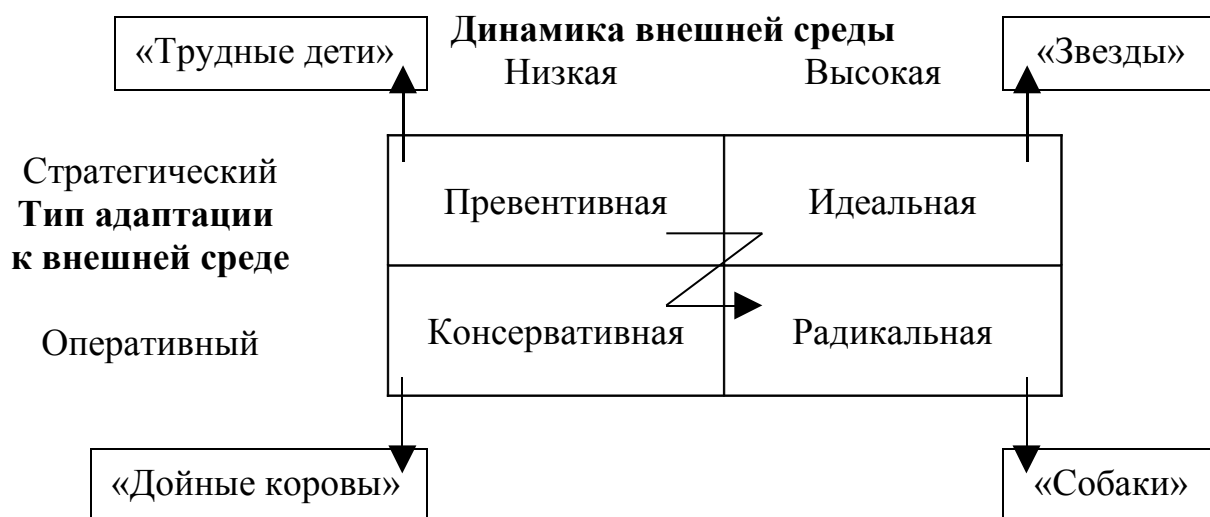 «Трудные дети»
Динамика внешней среды
«Звезды»
Низкая
Высокая
Стратегический
Тип адаптации
к внешней среде
Превентивная
Идеальная
Оперативный
Консервативная
Радикальная
«Дойные коровы»
«Собаки»